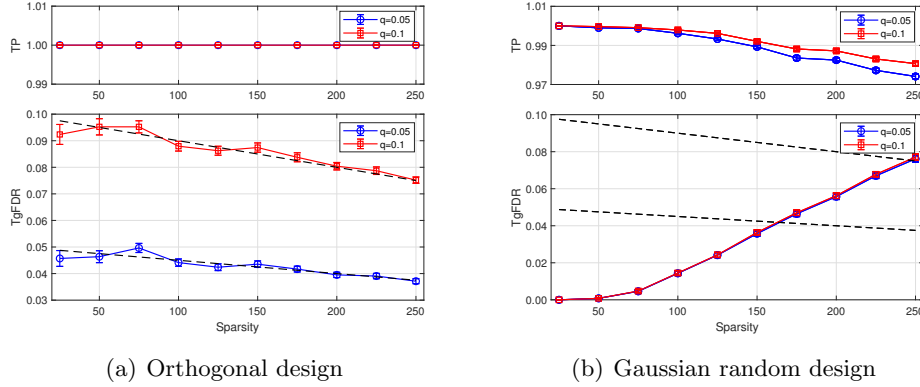 1.01
1.00
0.99
TP
q=0.05
q=0.1
50 100 150 200 250
0.10
0.09
0.08
0.07
0.06
0.05
0.04
0.03
TgFDR
q=0.05
q=0.1
50 100 150 200 250
Sparsity
(a) Orthogonal design
1.01
0.99
0.97
TP
q=0.05
q=0.1
50 100 150 200 250
0.10
0.08
0.06
0.04
0.02
0.00
TgFDR
q=0.05
q=0.1
50 100 150 200 250
Sparsity
(b) Gaussian random design